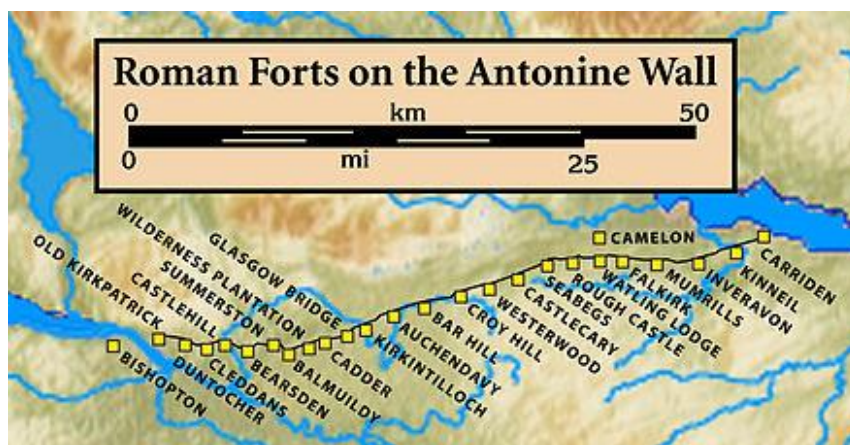 Roman Forts on the Antonine Wall
0 km 50
0 mi 25
CAMELON
GLASGOW BRIDGE
WILDERNESS PLANTATION
SUMMERSTON
CASTLEHILL
OLD KIRKPATRICK
BISHOPTON
DUNTOCHER
CLEDDANS
BEARSDEN
BALMUILDY
CADDER
KIRKINTILLOCH
AUCHENDAVY
BAR HILL
CROY HILL
WESTERWOOD
CASTLECARY
SEABEGS
ROUGH CASTLE
WATLING LODGE
FALKIRK
MUMRILLS
INVERAVON
KINNEIL
CARRIDEN